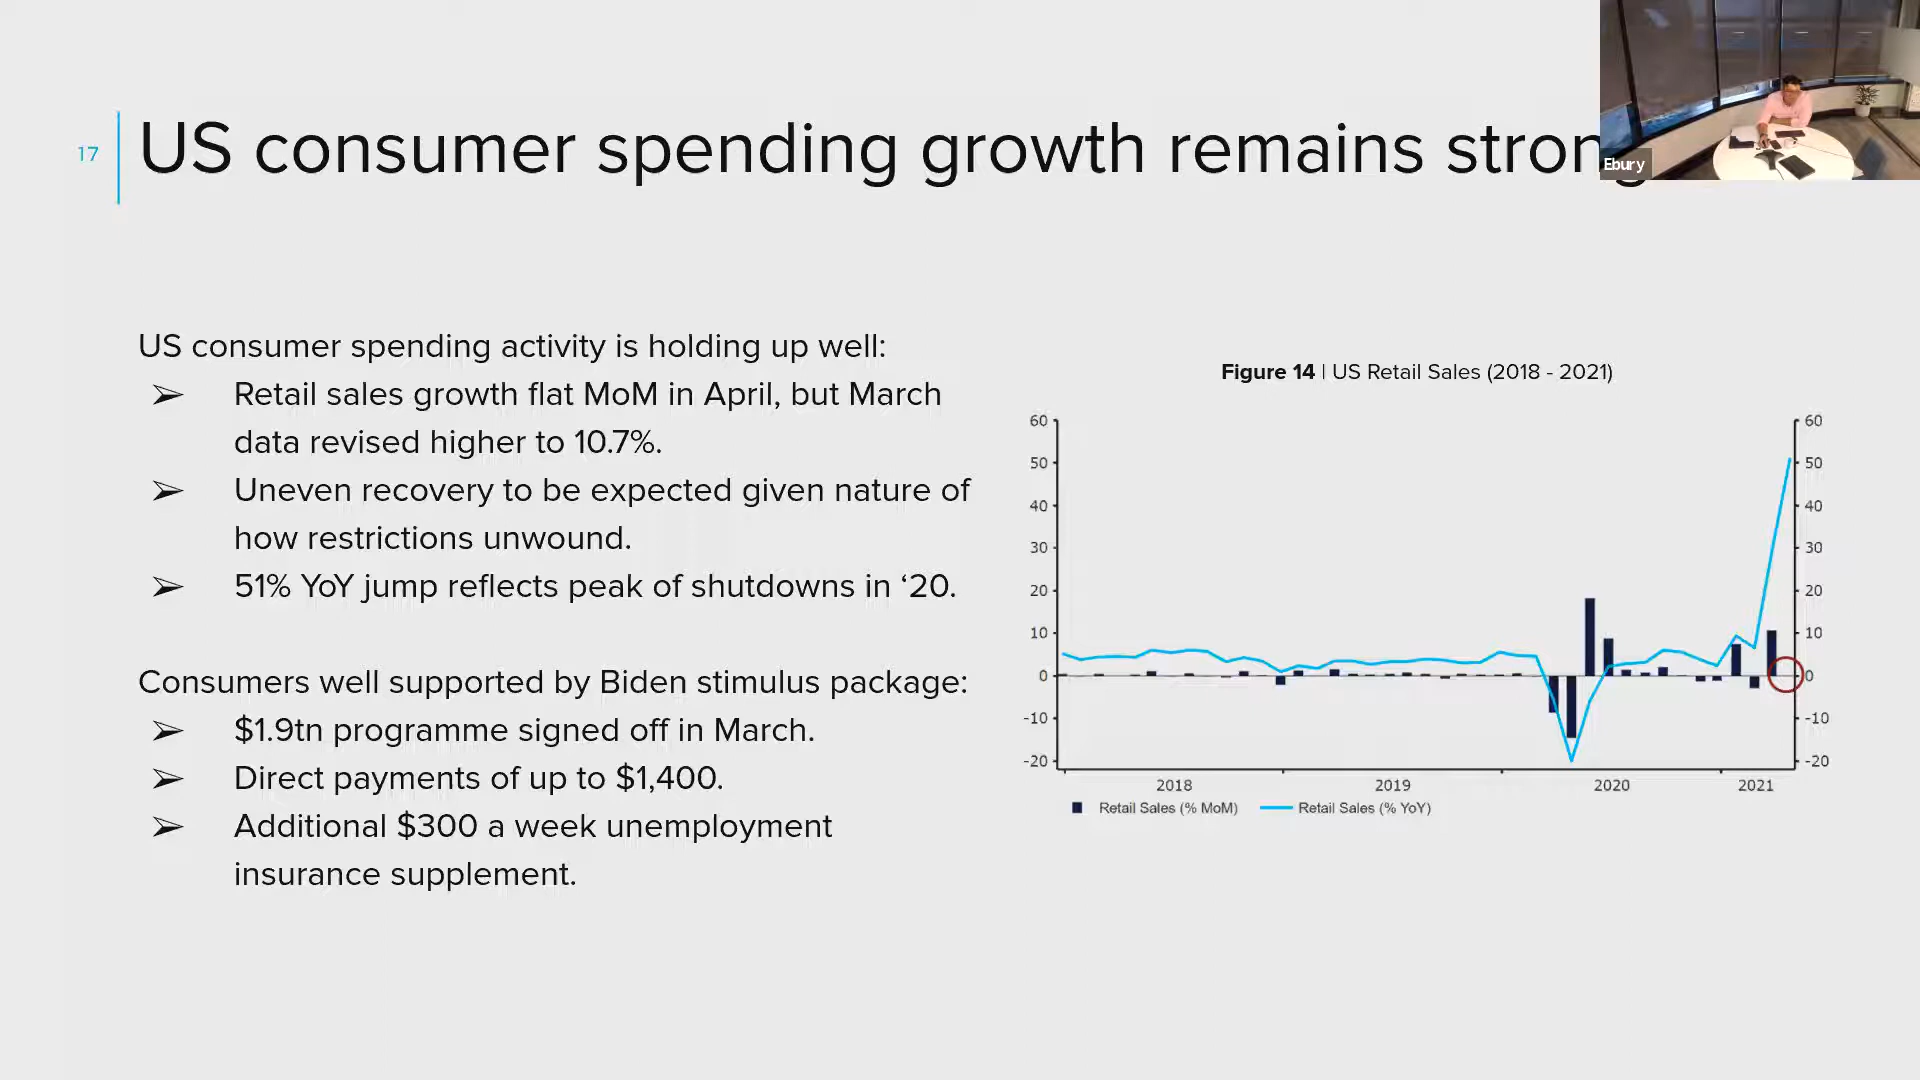 17
US consumer spending growth remains strong
Ebury
US consumer spending activity is holding up well:
➢ Retail sales growth flat MoM in April, but March
data revised higher to 10.7%.
➢ Uneven recovery to be expected given nature of
how restrictions unwound.
➢ 51% YoY jump reflects peak of shutdowns in ‘20.
Consumers well supported by Biden stimulus package:
➢ $1.9tn programme signed off in March.
➢ Direct payments of up to $1,400.
➢ Additional $300 a week unemployment
insurance supplement.
Figure 14 | US Retail Sales (2018 - 2021)
60 60
50 50
40 40
30 30
20 20
10 10
0 0
-10 -10
-20 -20
2018 2019 2020 2021
Retail Sales (% MoM) Retail Sales (% YoY)